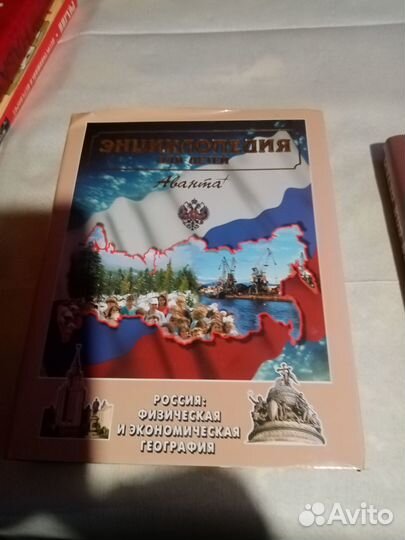 ЭНЦИКЛОПЕДИЯ
ДЛЯ ДЕТЕЙ
Аванта+
РОССИЯ:
ФИЗИЧЕСКАЯ
И ЭКОНОМИЧЕСКАЯ
ГЕОГРАФИЯ
Avito